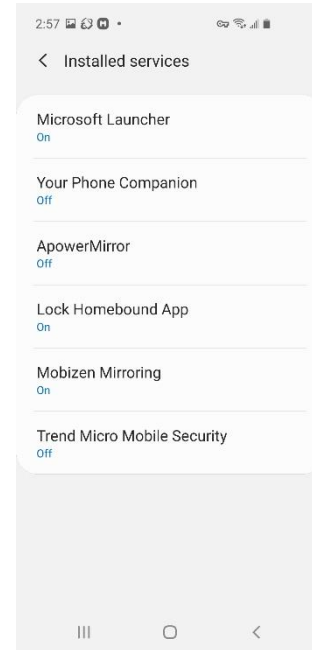 2:57
Installed services
Microsoft Launcher
On
Your Phone Companion
Off
ApowerMirror
Off
Lock Homebound App
On
Mobizen Mirroring
On
Trend Micro Mobile Security
Off